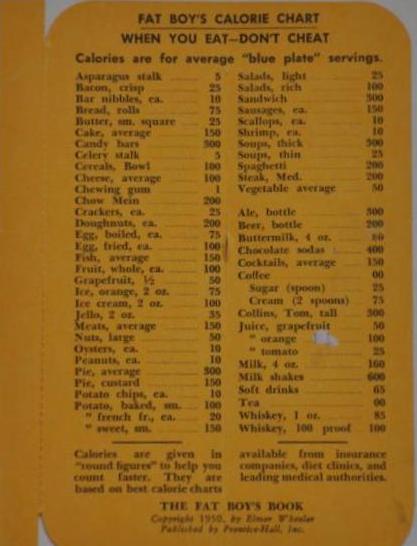 FAT BOY'S CALORIE CHART
WHEN YOU EAT—DON'T CHEAT
Calories are for average "blue plate" servings.
Asparagus stalk 5
Bacon, crisp 25
Bar nibbles, ea. 10
Bread, rolls 75
Butter, sm. square 25
Cake, average 150
Candy bars 300
Celery stalk 5
Cereals, Bowl 100
Cheese, average 100
Chewing gum 1
Chow Mein 200
Crackers, ea. 25
Doughnuts, ea. 200
Egg, boiled, ea. 75
Egg, fried, ea. 100
Fish, average 150
Fruit, whole, ea. 100
Grapefruit, ½ 50
Ice, orange, 2 oz. 75
Ice cream, 2 oz. 100
Jello, 2 oz. 35
Meats, average 150
Nuts, large 50
Oysters, ea. 10
Peanuts, ea. 10
Pie, average 300
Pie, custard 150
Potato chips, ea. 10
Potato, baked, sm. 100
" french fr., ea. 20
" sweet, sm. 150
Salads, light 25
Salads, rich 100
Sandwich 300
Sausages, ea. 150
Scallops, ea. 10
Shrimp, ea. 10
Soups, thick 300
Soups, thin 25
Spaghetti 200
Steak, Med. 200
Vegetable average 50
Ale, bottle 300
Beer, bottle 200
Buttermilk, 4 oz.
Chocolate sodas 400
Cocktails, average 150
Coffee 00
Sugar (spoon) 25
Cream (2 spoons) 75
Collins, Tom, tall 300
Juice, grapefruit 50
" orange 100
" tomato 25
Milk, 4 oz. 160
Milk shakes 600
Soft drinks 65
Tea 00
Whiskey, 1 oz. 85
Whiskey, 100 proof 100
Calories are given in
"round figures" to help you
count faster. They are
based on best calorie charts
available from insurance
companies, diet clinics, and
leading medical authorities.
THE FAT BOY'S BOOK
Copyright 1950, by Elmer Wheeler
Published by Prentice-Hall, Inc.